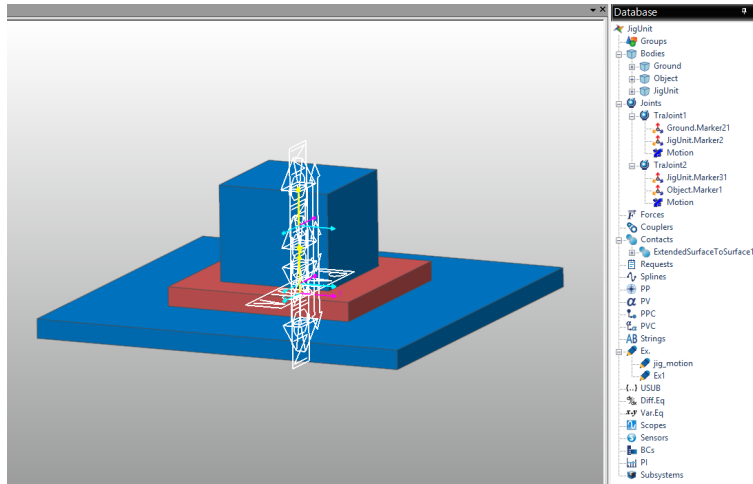 Database
JigUnit
Groups
Bodies
Ground
Object
JigUnit
Joints
TraJoint1
Ground.Marker21
JigUnit.Marker2
Motion
TraJoint2
JigUnit.Marker31
Object.Marker1
Motion
F Forces
Couplers
Contacts
ExtendedSurfaceToSurface1
Requests
Splines
PP
α PV
PPC
PVC
AB Strings
Ex.
jig_motion
Ex1
{..} USUB
Diff.Eq
x-y Var.Eq
Scopes
Sensors
BCs
PI
Subsystems